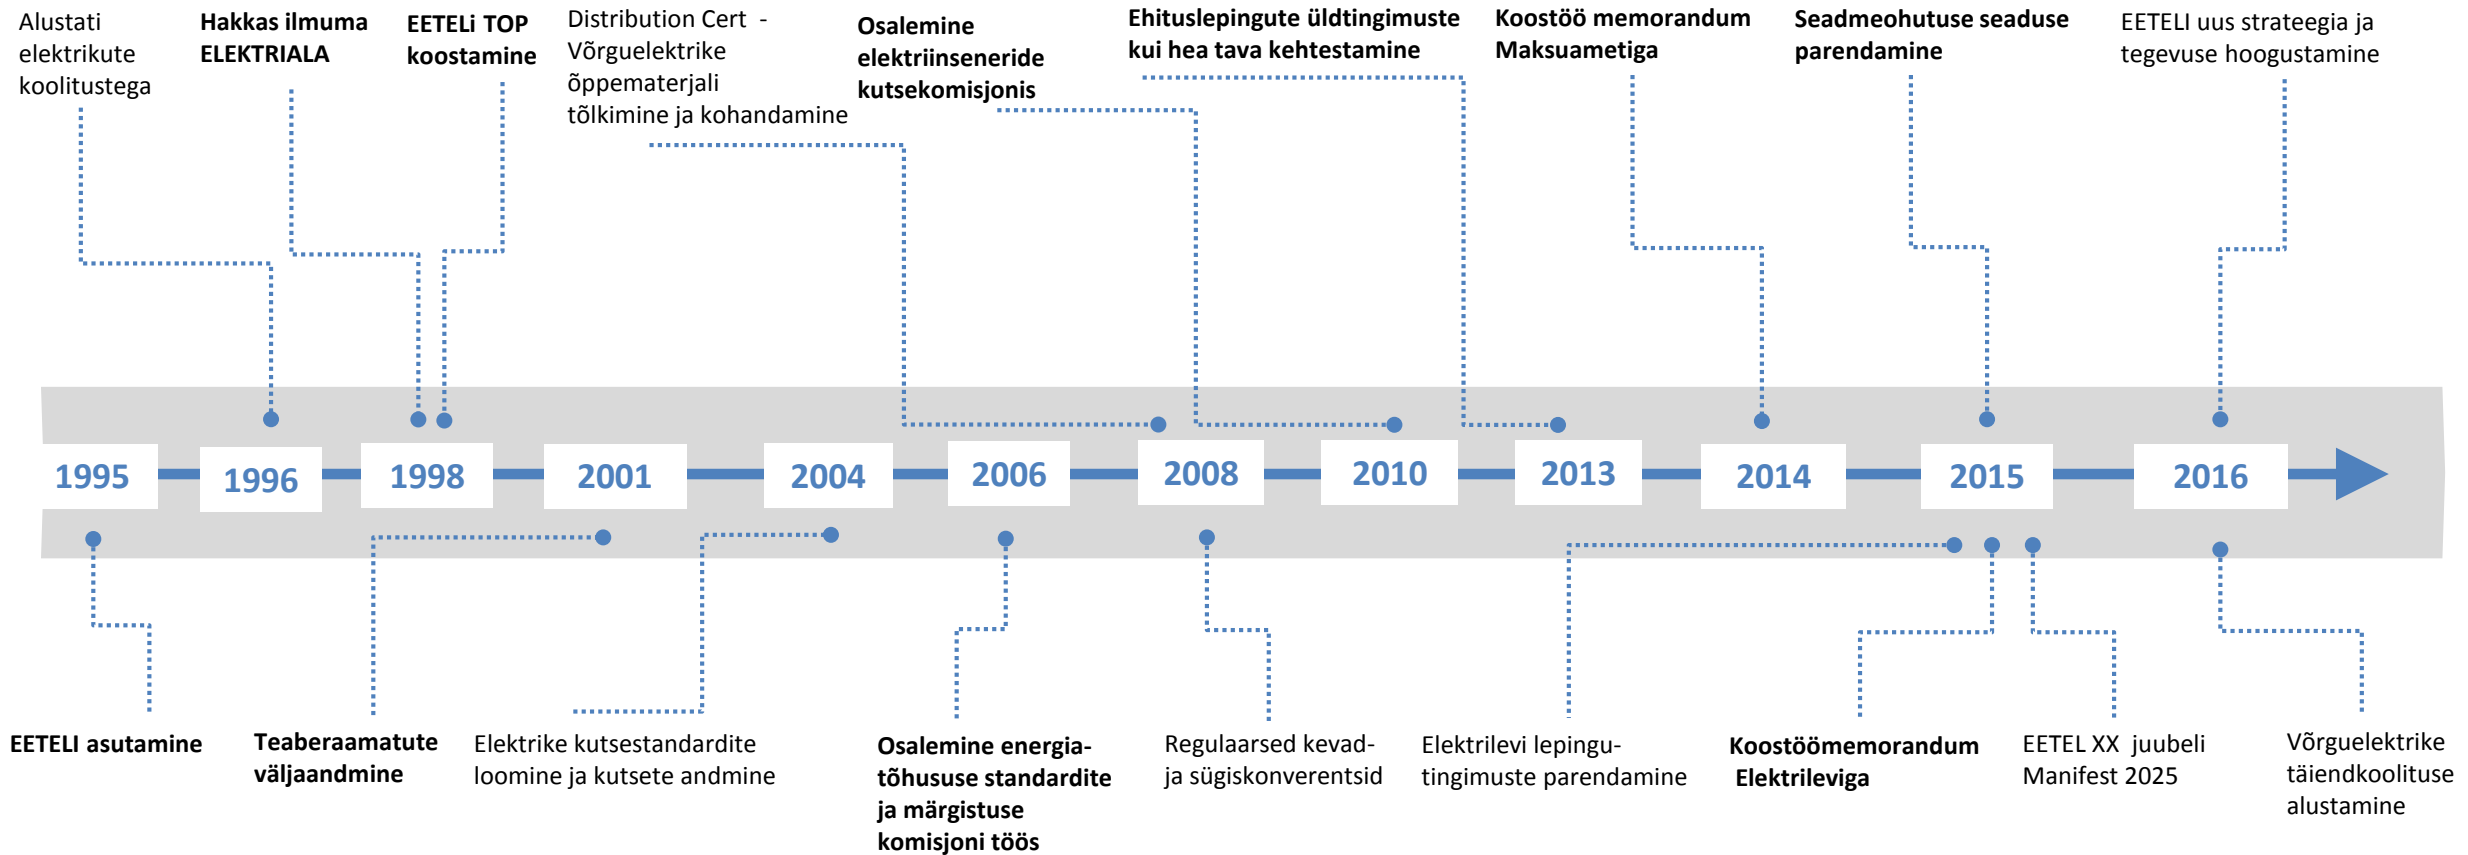 Alustati
elektrikute
koolitustega
Hakkas ilmuma
ELEKTRIALA
EETELi TOP
koostamine
Distribution Cert -
Võrguelektrike
õppematerjali
tõlkimine ja kohandamine
Osalemine
elektriinseneride
kutsekomisjonis
Ehituslepingute üldtingimuste
kui hea tava kehtestamine
Koostöö memorandum
Maksuametiga
Seadmeohutuse seaduse
parendamine
EETELI uus strateegia ja
tegevuse hoogustamine
1995
1996
1998
2001
2004
2006
2008
2010
2013
2014
2015
2016
EETELI asutamine
Teaberaamatute
väljaandmine
Elektrike kutsestandardite
loomine ja kutsete andmine
Osalemine energia-
tõhususe standardite
ja märgistuse
komisjoni töös
Regulaarsed kevad-
ja sügiskonverentsid
Elektrilevi lepingu-
tingimuste parendamine
Koostöömemorandum
Elektrileviga
EETEL XX juubeli
Manifest 2025
Võrguelektrike
täiendkoolituse
alustamine